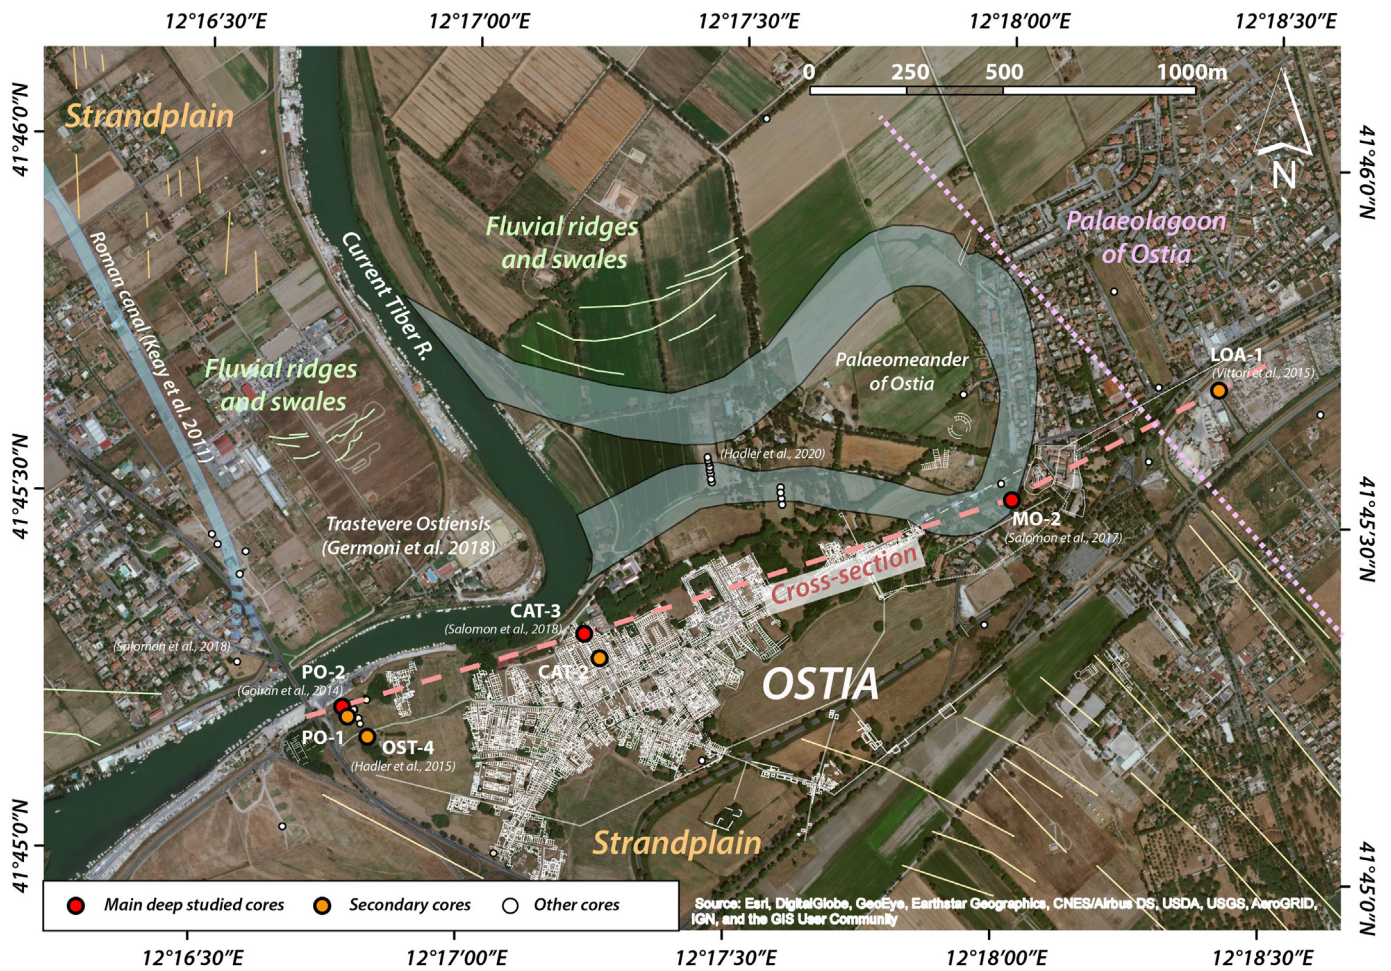 12°16'30"E
12°17'00"E
12°17'30"E
12°18'00"E
12°18'30"E
0 250 500 1000m
41°46'0"N
41°46'0"N
Strandplain
N
Palaeolagoon
of Ostia
Fluvial ridges
and swales
Roman canal (Keay et al. 2011)
Current Tiber R.
Fluvial ridges
and swales
Palaeomeander
of Ostia
LOA-1
(Vittori et al., 2015)
(Hadler et al., 2020)
41°45'30"N
41°45'30"N
Trastevere Ostiensis
(Germoni et al. 2018)
MO-2
(Salomon et al., 2017)
Cross-section
CAT-3
(Salomon et al., 2018)
(Salomon et al., 2018)
CAT-2
OSTIA
PO-2
(Goiran et al., 2014)
PO-1
OST-4
(Hadler et al., 2015)
Strandplain
41°45'0"N
41°45'0"N
Main deep studied cores
Secondary cores
Other cores
Source: Esri, DigitalGlobe, GeoEye, Earthstar Geographics, CNES/Airbus DS, USDA, USGS, AeroGRID,
IGN, and the GIS User Community
12°16'30"E
12°17'00"E
12°17'30"E
12°18'00"E
12°18'30"E